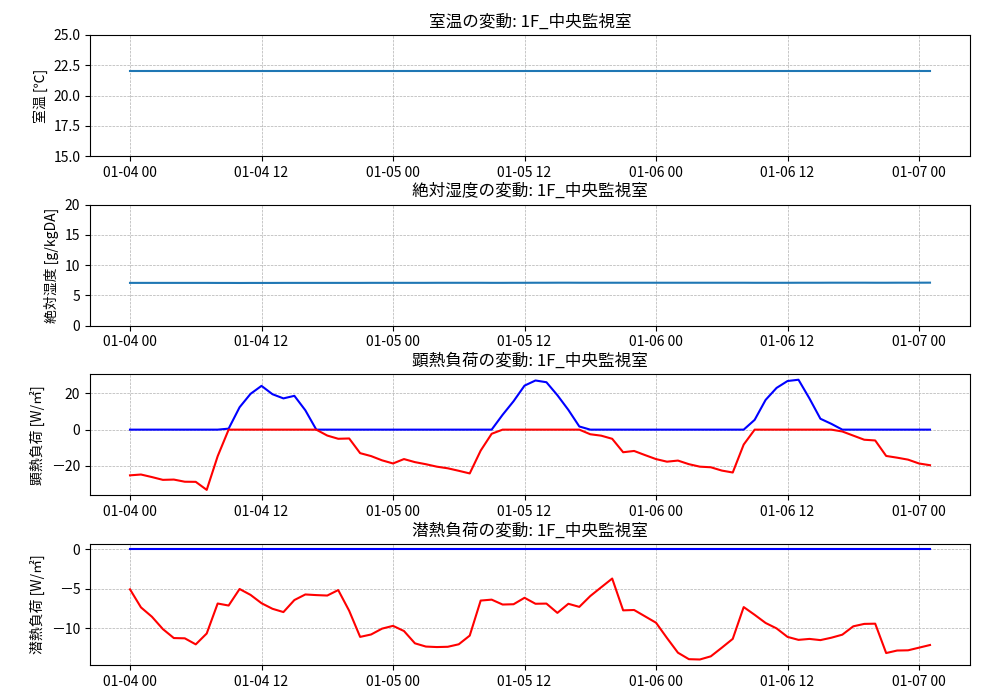 室温の変動: 1F_中央監視室
室温 [℃]
25.0
22.5
20.0
17.5
15.0
01-04 00 01-04 12 01-05 00 01-05 12 01-06 00 01-06 12 01-07 00
絶対湿度の変動: 1F_中央監視室
絶対湿度 [g/kgDA]
20
15
10
5
0
01-04 00 01-04 12 01-05 00 01-05 12 01-06 00 01-06 12 01-07 00
顕熱負荷の変動: 1F_中央監視室
顕熱負荷 [W/㎡]
20
0
−20
01-04 00 01-04 12 01-05 00 01-05 12 01-06 00 01-06 12 01-07 00
潜熱負荷の変動: 1F_中央監視室
潜熱負荷 [W/㎡]
0
−5
−10
01-04 00 01-04 12 01-05 00 01-05 12 01-06 00 01-06 12 01-07 00